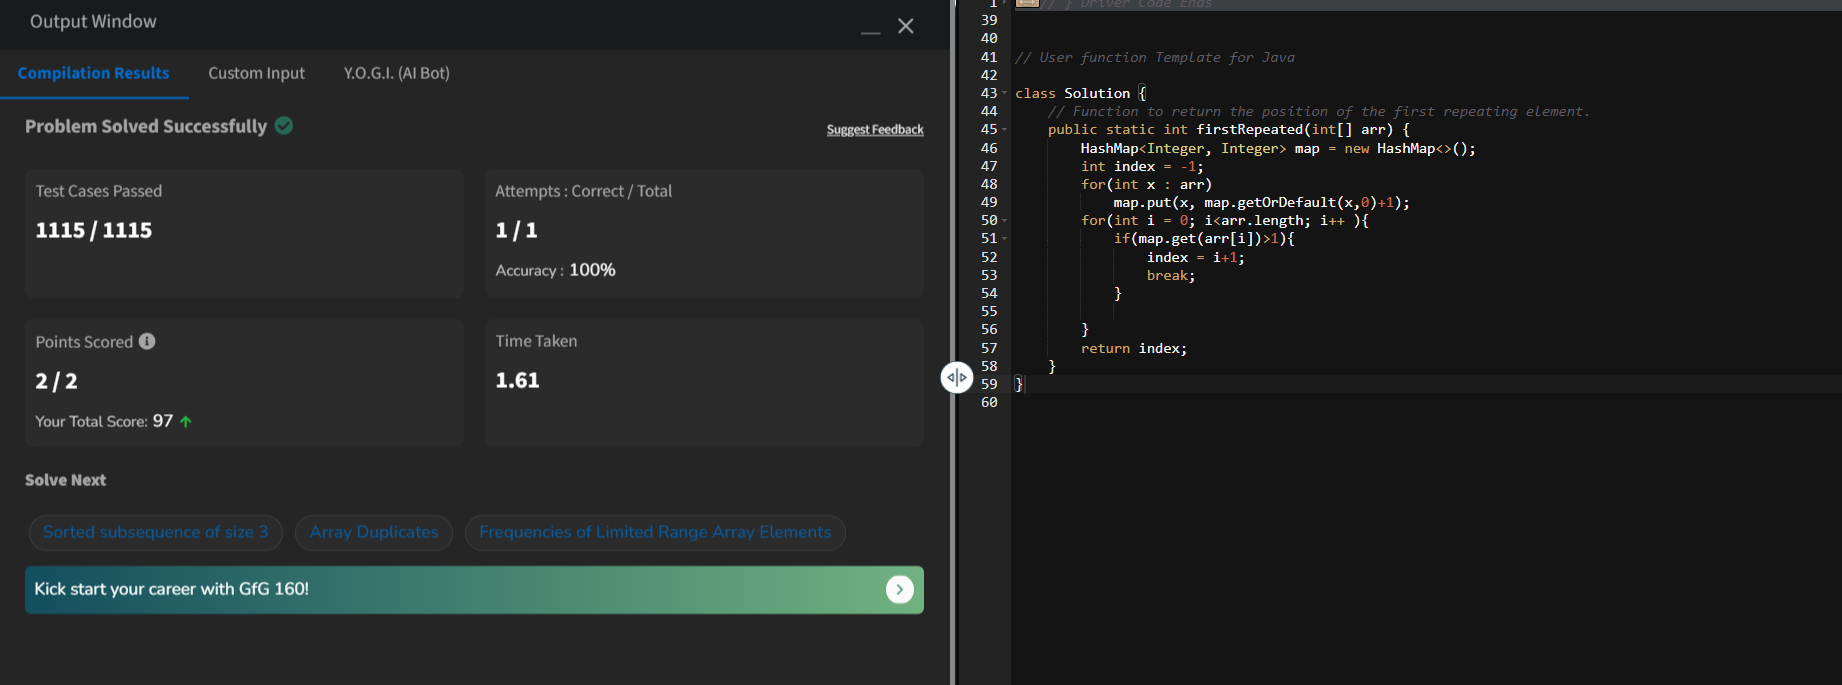 Output Window
Compilation Results
Custom Input
Y.O.G.I. (AI Bot)
Problem Solved Successfully
Suggest Feedback
Test Cases Passed
1115 / 1115
Attempts : Correct / Total
1 / 1
Accuracy : 100%
Points Scored
2 / 2
Your Total Score: 97
Time Taken
1.61
Solve Next
Sorted subsequence of size 3
Array Duplicates
Frequencies of Limited Range Array Elements
Kick start your career with GfG 160!
1 // } Driver Code Ends
39
40
41 // User function Template for Java
42
43 class Solution {
44     // Function to return the position of the first repeating element.
45     public static int firstRepeated(int[] arr) {
46         HashMap<Integer, Integer> map = new HashMap<>();
47         int index = -1;
48         for(int x : arr)
49             map.put(x, map.getOrDefault(x,0)+1);
50         for(int i = 0; i<arr.length; i++ ){
51             if(map.get(arr[i])>1){
52                 index = i+1;
53                 break;
54             }
55
56         }
57         return index;
58     }
59 }
60